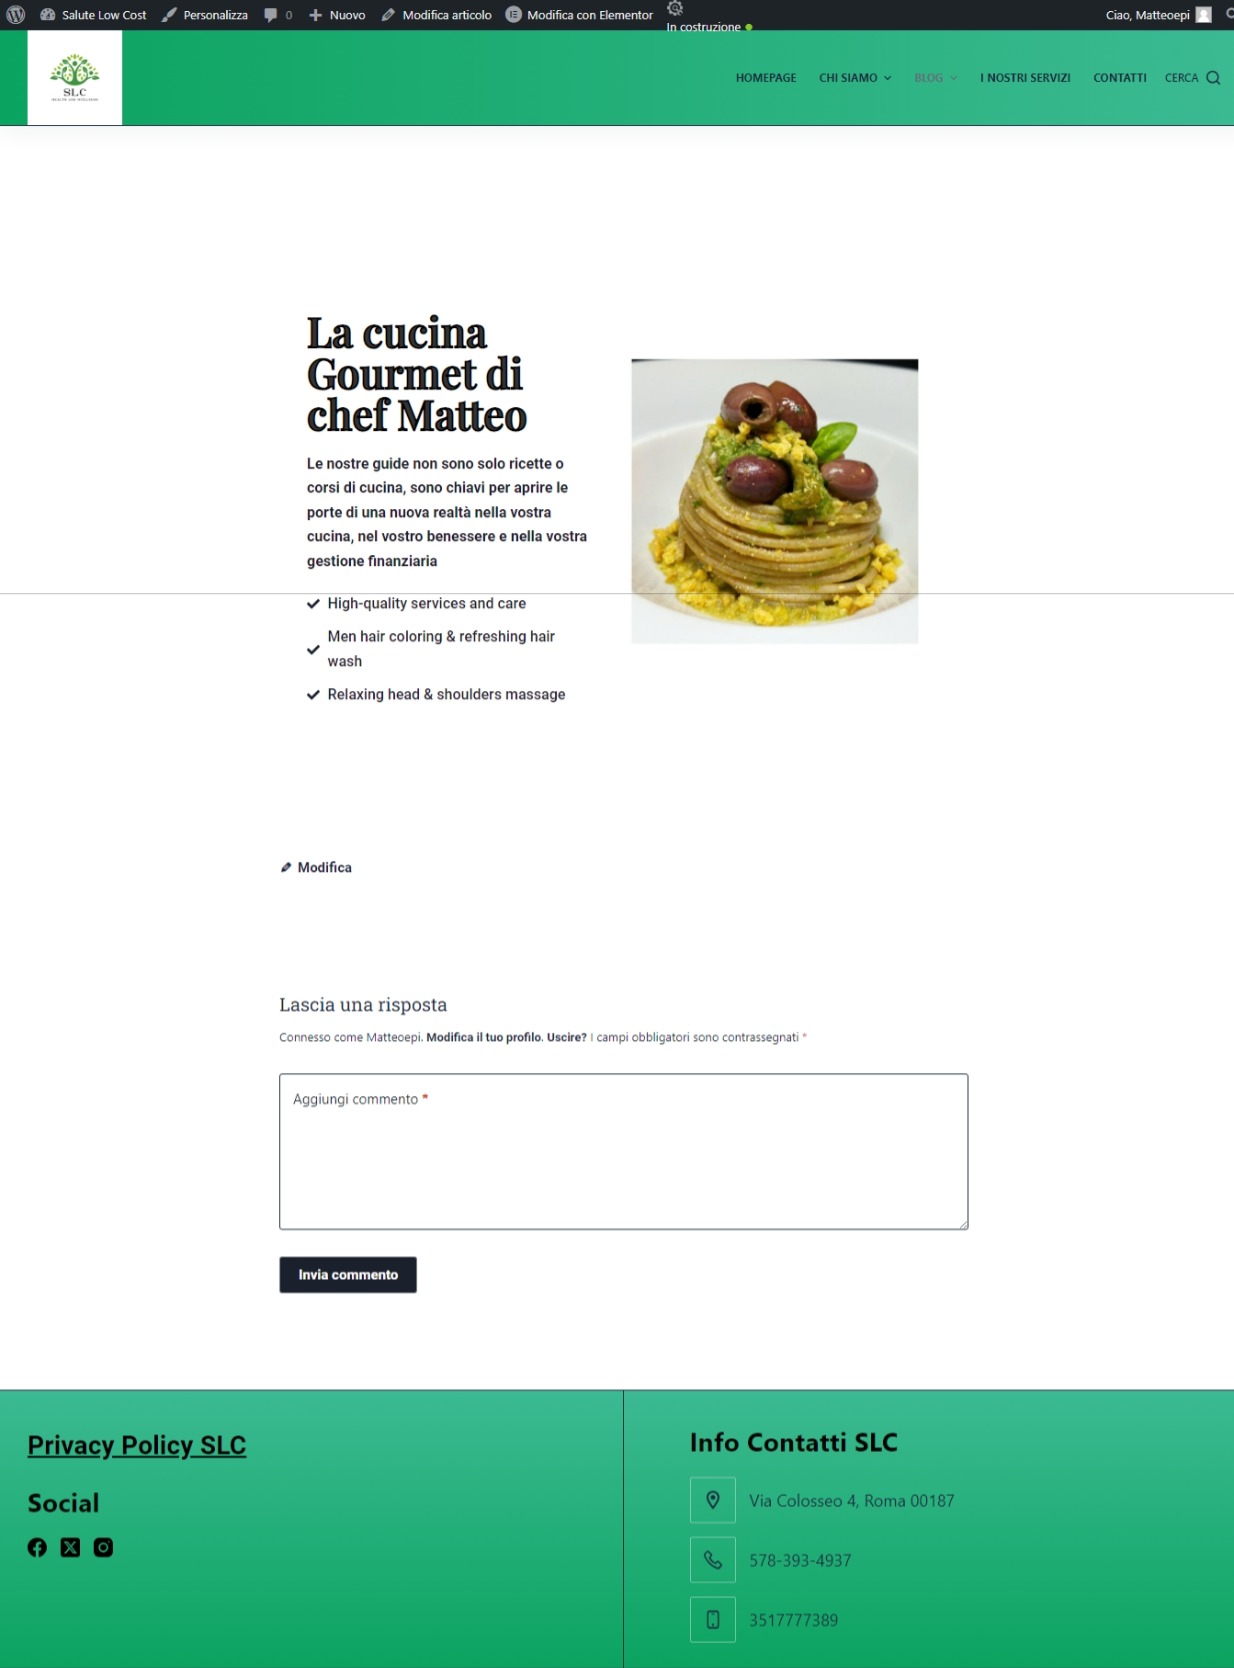 Salute Low Cost
Personalizza
0
Nuovo
Modifica articolo
Modifica con Elementor
In costruzione
Ciao, Matteoepi
SLC
HEALTH AND WELLNESS
HOMEPAGE
CHI SIAMO
BLOG
I NOSTRI SERVIZI
CONTATTI
CERCA
La cucina
Gourmet di
chef Matteo
Le nostre guide non sono solo ricette o
corsi di cucina, sono chiavi per aprire le
porte di una nuova realtà nella vostra
cucina, nel vostro benessere e nella vostra
gestione finanziaria
High-quality services and care
Men hair coloring & refreshing hair
wash
Relaxing head & shoulders massage
Modifica
Lascia una risposta
Connesso come Matteoepi. Modifica il tuo profilo. Uscire? I campi obbligatori sono contrassegnati *
Aggiungi commento *
Invia commento
Privacy Policy SLC
Social
Info Contatti SLC
Via Colosseo 4, Roma 00187
578-393-4937
3517777389